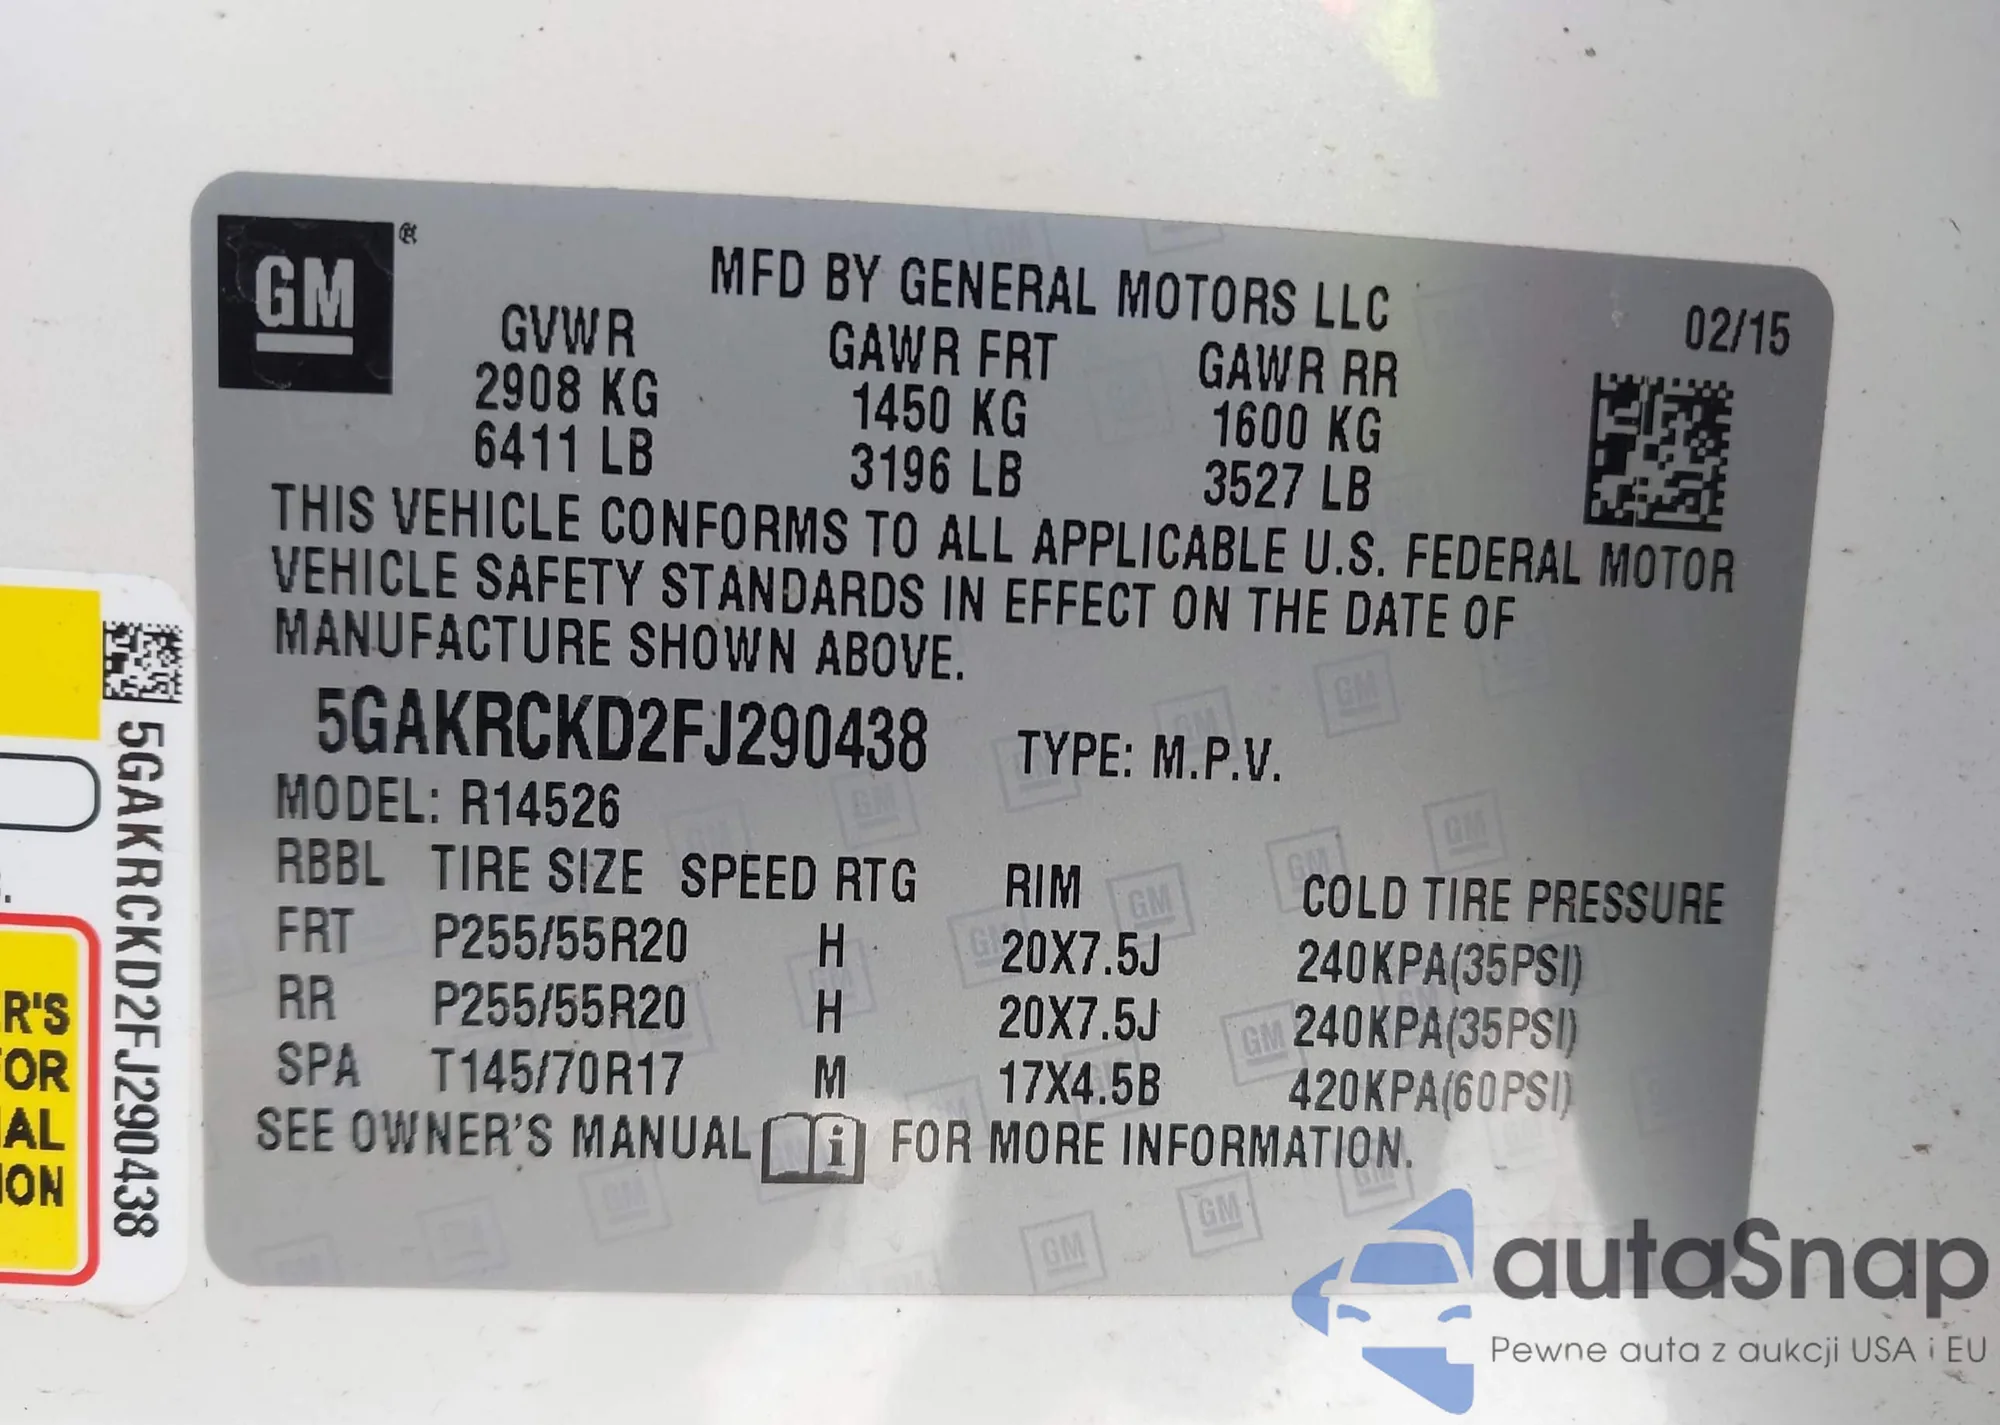 GM
MFD BY GENERAL MOTORS LLC
02/15
GVWR GAWR FRT GAWR RR
2908 KG 1450 KG 1600 KG
6411 LB 3196 LB 3527 LB
THIS VEHICLE CONFORMS TO ALL APPLICABLE U.S. FEDERAL MOTOR
VEHICLE SAFETY STANDARDS IN EFFECT ON THE DATE OF
MANUFACTURE SHOWN ABOVE.
5GAKRCKD2FJ290438 TYPE: M.P.V.
MODEL: R14526
RBBL TIRE SIZE SPEED RTG RIM COLD TIRE PRESSURE
FRT P255/55R20 H 20X7.5J 240KPA(35PSI)
RR P255/55R20 H 20X7.5J 240KPA(35PSI)
SPA T145/70R17 M 17X4.5B 420KPA(60PSI)
SEE OWNER'S MANUAL i FOR MORE INFORMATION.
5GAKRCKD2FJ290438
R'S
FOR
AL
ION
autoSnap
Pewne auta z aukcji USA i EU